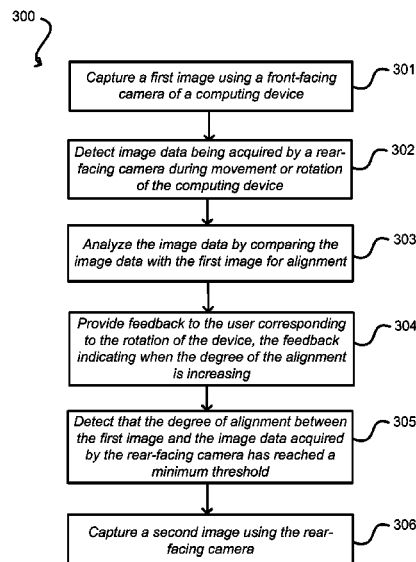 300
Capture a first image using a front-facing
camera of a computing device
301
Detect image data being acquired by a rear-
facing camera during movement or rotation
of the computing device
302
Analyze the image data by comparing the
image data with the first image for alignment
303
Provide feedback to the user corresponding
to the rotation of the device, the feedback
indicating when the degree of the alignment
is increasing
304
Detect that the degree of alignment between
the first image and the image data acquired
by the rear-facing camera has reached a
minimum threshold
305
Capture a second image using the rear-
facing camera
306